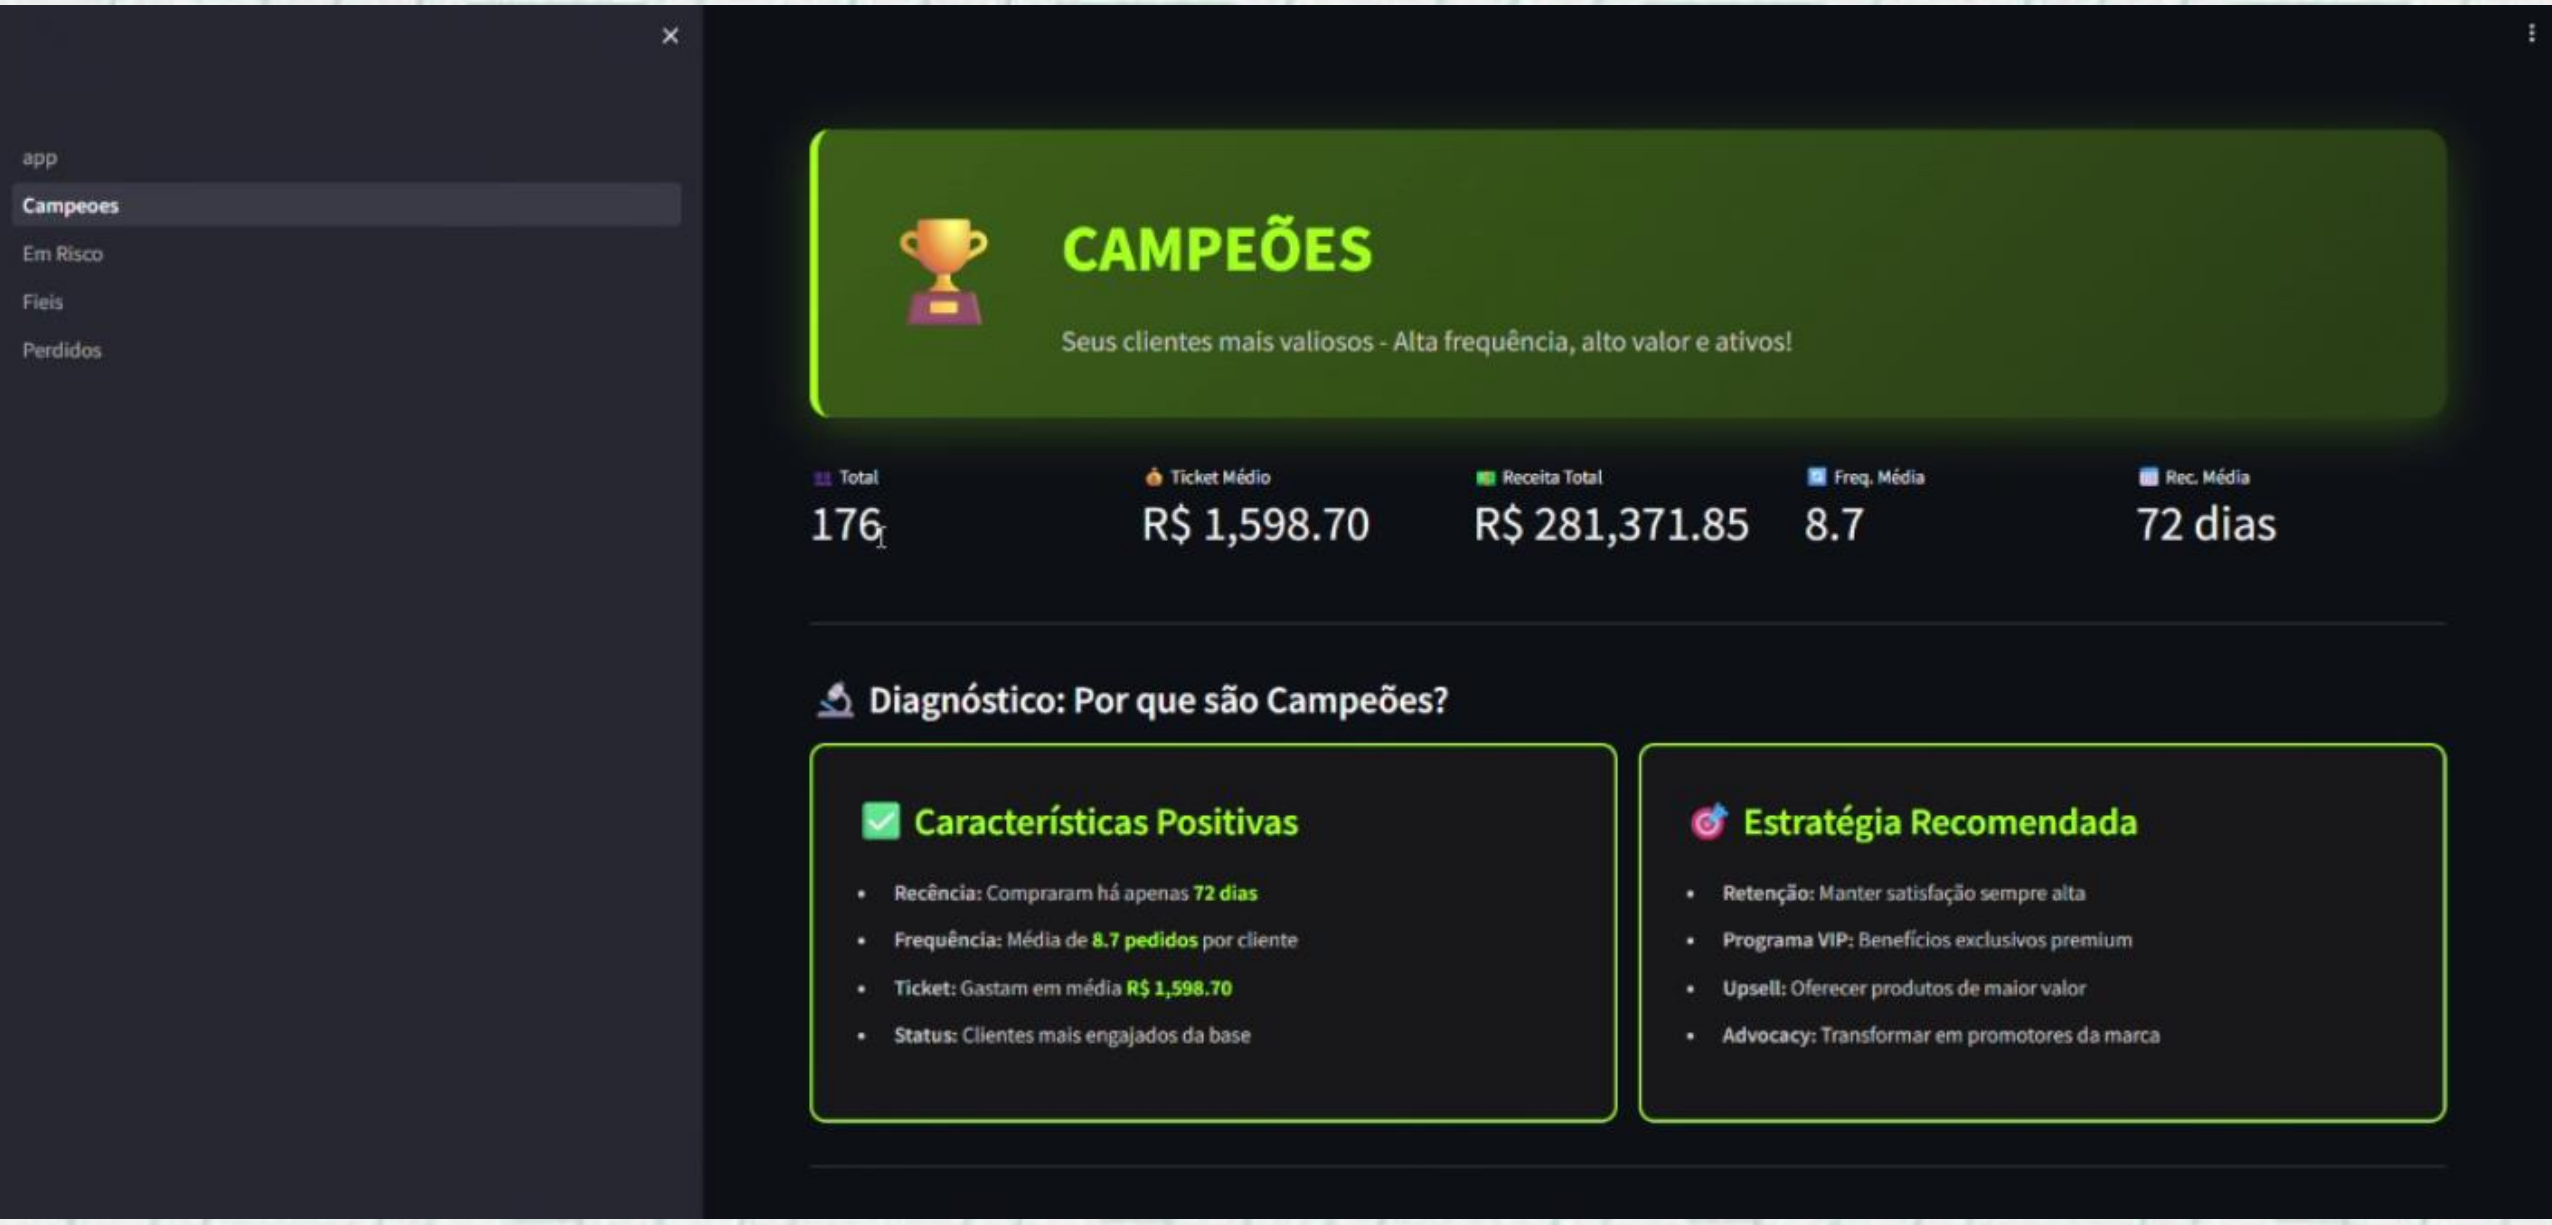 app
Campeoes
Em Risco
Fieis
Perdidos
CAMPEÕES
Seus clientes mais valiosos - Alta frequência, alto valor e ativos!
Total
176
Ticket Médio
R$ 1,598.70
Receita Total
R$ 281,371.85
Freq. Média
8.7
Rec. Média
72 dias
Diagnóstico: Por que são Campeões?
Características Positivas
• Recência: Compraram há apenas 72 dias
• Frequência: Média de 8.7 pedidos por cliente
• Ticket: Gastam em média R$ 1,598.70
• Status: Clientes mais engajados da base
Estratégia Recomendada
• Retenção: Manter satisfação sempre alta
• Programa VIP: Benefícios exclusivos premium
• Upsell: Oferecer produtos de maior valor
• Advocacy: Transformar em promotores da marca